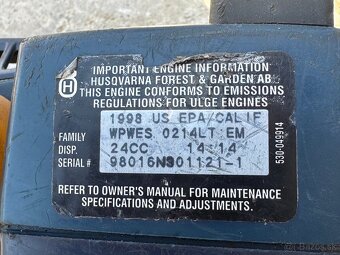 IMPORTANT ENGINE INFORMATION
HUSQVARNA FOREST & GARDEN AB
THIS ENGINE CONFORMS TO EMISSIONS
REGULATIONS FOR ULGE ENGINES
1998 US EPA/CALIF
FAMILY WPWES 0214LT EM
DISP. 24CC 14:14
SERIAL # 98016N301121-1
530-049914
REFER TO OWNER'S MANUAL FOR MAINTENANCE
SPECIFICATIONS AND ADJUSTMENTS.